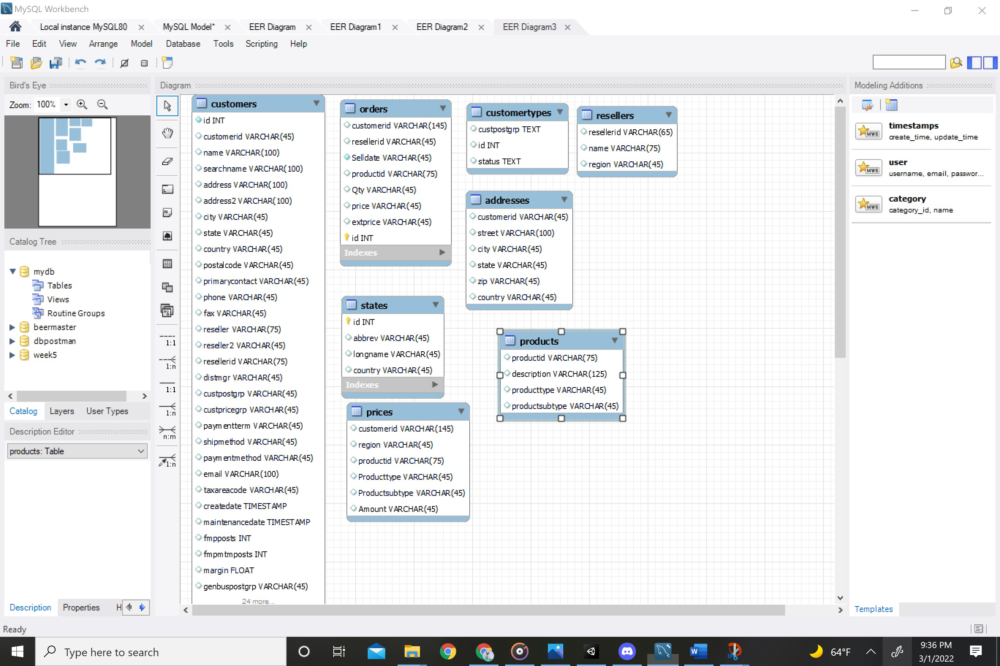 MySQL Workbench
Local instance MySQL80
MySQL Model*
EER Diagram
EER Diagram1
EER Diagram2
EER Diagram3
File Edit View Arrange Model Database Tools Scripting Help
Bird's Eye
Zoom: 100%
Catalog Tree
mydb
Tables
Views
Routine Groups
beermaster
dbpostman
week5
Catalog Layers User Types
Description Editor
products: Table
Description Properties H
Diagram
1:1
1:n
1:1
1:n
n:m
1:n
customers
id INT
customerid VARCHAR(45)
name VARCHAR(100)
searchname VARCHAR(100)
address VARCHAR(100)
address2 VARCHAR(100)
city VARCHAR(45)
state VARCHAR(45)
country VARCHAR(45)
postalcode VARCHAR(45)
primarycontact VARCHAR(45)
phone VARCHAR(45)
fax VARCHAR(45)
reseller VARCHAR(75)
reseller2 VARCHAR(45)
resellerid VARCHAR(75)
distmgr VARCHAR(45)
custpostgrp VARCHAR(45)
custpricegrp VARCHAR(45)
paymentterm VARCHAR(45)
shipmethod VARCHAR(45)
paymentmethod VARCHAR(45)
email VARCHAR(100)
taxareacode VARCHAR(45)
createdate TIMESTAMP
maintenancedate TIMESTAMP
fmpposts INT
fmpmtmposts INT
margin FLOAT
genbuspostgrp VARCHAR(45)
24 more...
orders
customerid VARCHAR(145)
resellerid VARCHAR(45)
Selldate VARCHAR(45)
productid VARCHAR(75)
Qty VARCHAR(45)
price VARCHAR(45)
extprice VARCHAR(45)
id INT
Indexes
states
id INT
abbrev VARCHAR(45)
longname VARCHAR(45)
country VARCHAR(45)
Indexes
prices
customerid VARCHAR(145)
region VARCHAR(45)
productid VARCHAR(75)
Producttype VARCHAR(45)
Productsubtype VARCHAR(45)
Amount VARCHAR(45)
customertypes
custpostgrp TEXT
id INT
status TEXT
resellers
resellerid VARCHAR(65)
name VARCHAR(75)
region VARCHAR(45)
addresses
customerid VARCHAR(45)
street VARCHAR(100)
city VARCHAR(45)
state VARCHAR(45)
zip VARCHAR(45)
country VARCHAR(45)
products
productid VARCHAR(75)
description VARCHAR(125)
producttype VARCHAR(45)
productsubtype VARCHAR(45)
Modeling Additions
MWB
timestamps
create_time, update_time
MWB
user
username, email, passwor...
MWB
category
category_id, name
Templates
Ready
Type here to search
64°F
9:36 PM
3/1/2022